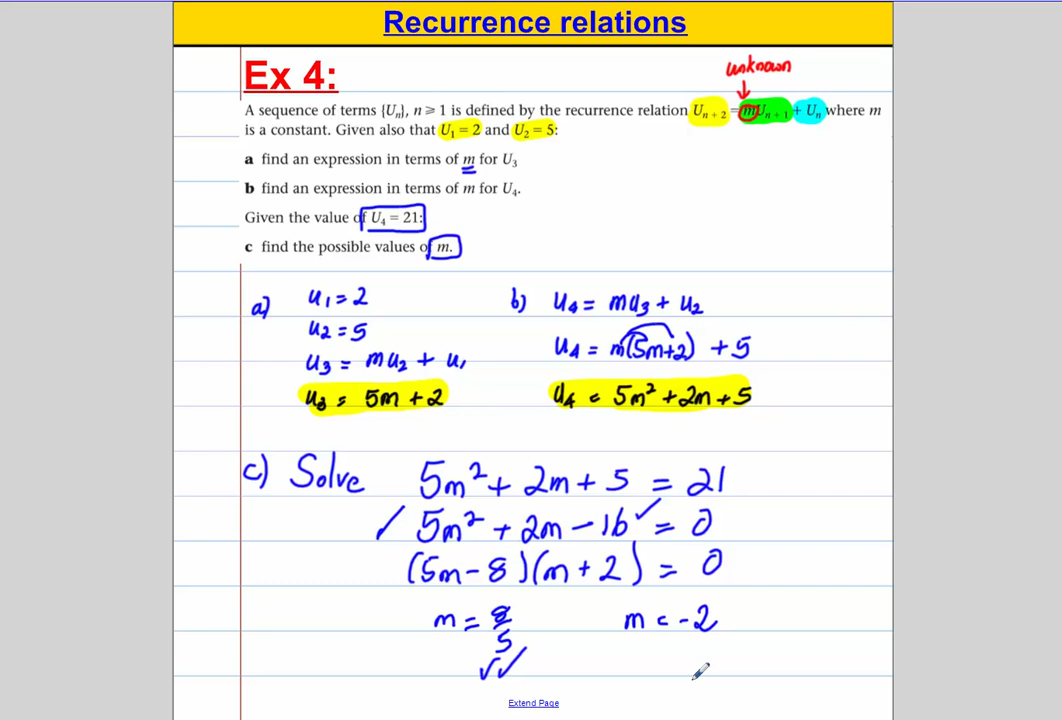 Recurrence relations
Ex 4:
unknown
A sequence of terms {Uₙ}, n ⩾ 1 is defined by the recurrence relation Uₙ₊₂ = mUₙ₊₁ + Uₙ where m
is a constant. Given also that U₁ = 2 and U₂ = 5:
a find an expression in terms of m for U₃
b find an expression in terms of m for U₄.
Given the value of U₄ = 21:
c find the possible values of m.
a) u₁ = 2
u₂ = 5
u₃ = mu₂ + u₁
u₃ = 5m + 2
b) u₄ = mu₃ + u₂
u₄ = m(5m+2) + 5
u₄ = 5m² + 2m + 5
c) Solve 5m² + 2m + 5 = 21
5m² + 2m - 16 = 0
(5m - 8)(m + 2) = 0
m = 8/5 m = -2
Extend Page